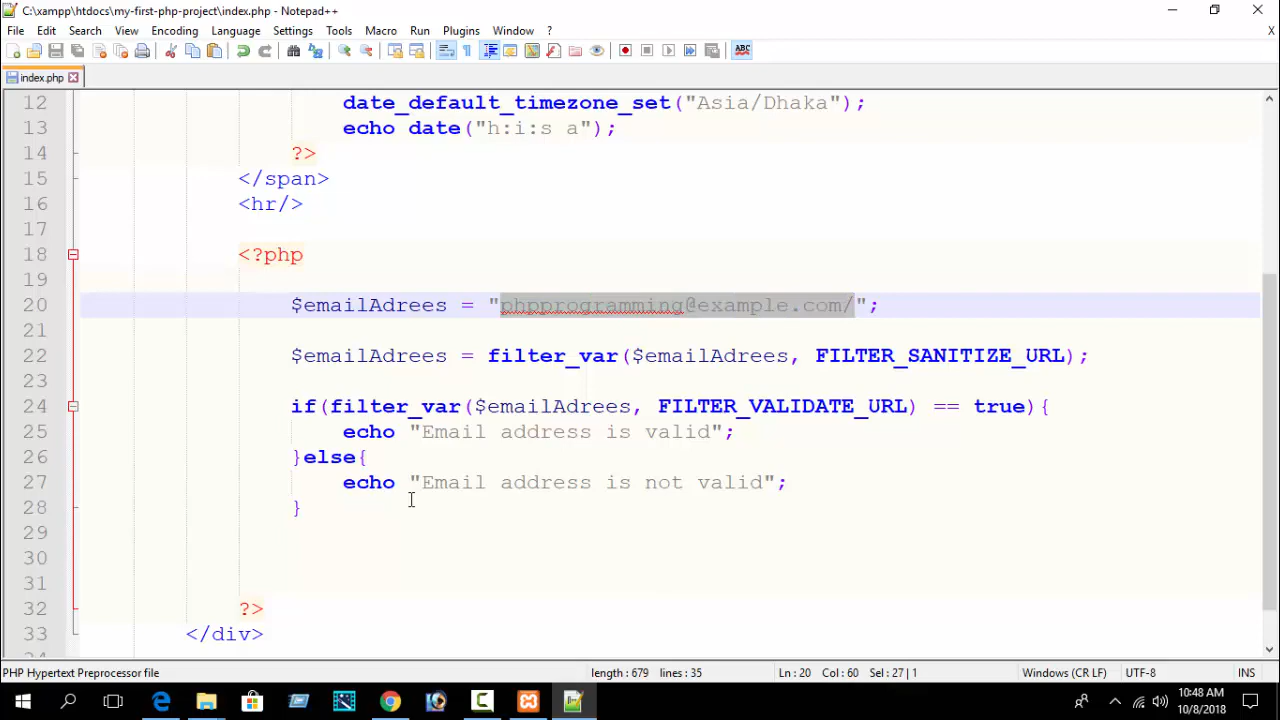 C:\xampp\htdocs\my-first-php-project\index.php - Notepad++
File Edit Search View Encoding Language Settings Tools Macro Run Plugins Window ? X
ABC
index.php
12 date_default_timezone_set("Asia/Dhaka");
13 echo date("h:i:s a");
14 ?>
15 </span>
16 <hr/>
17
18 <?php
19
20 $emailAdrees = "phpprogramming@example.com/";
21
22 $emailAdrees = filter_var($emailAdrees, FILTER_SANITIZE_URL);
23
24 if(filter_var($emailAdrees, FILTER_VALIDATE_URL) == true){
25 echo "Email address is valid";
26 }else{
27 echo "Email address is not valid";
28 }
29
30
31
32 ?>
33 </div>
PHP Hypertext Preprocessor file length : 679 lines : 35 Ln : 20 Col : 60 Sel : 27 | 1 Windows (CR LF) UTF-8 INS
10:48 AM
10/8/2018